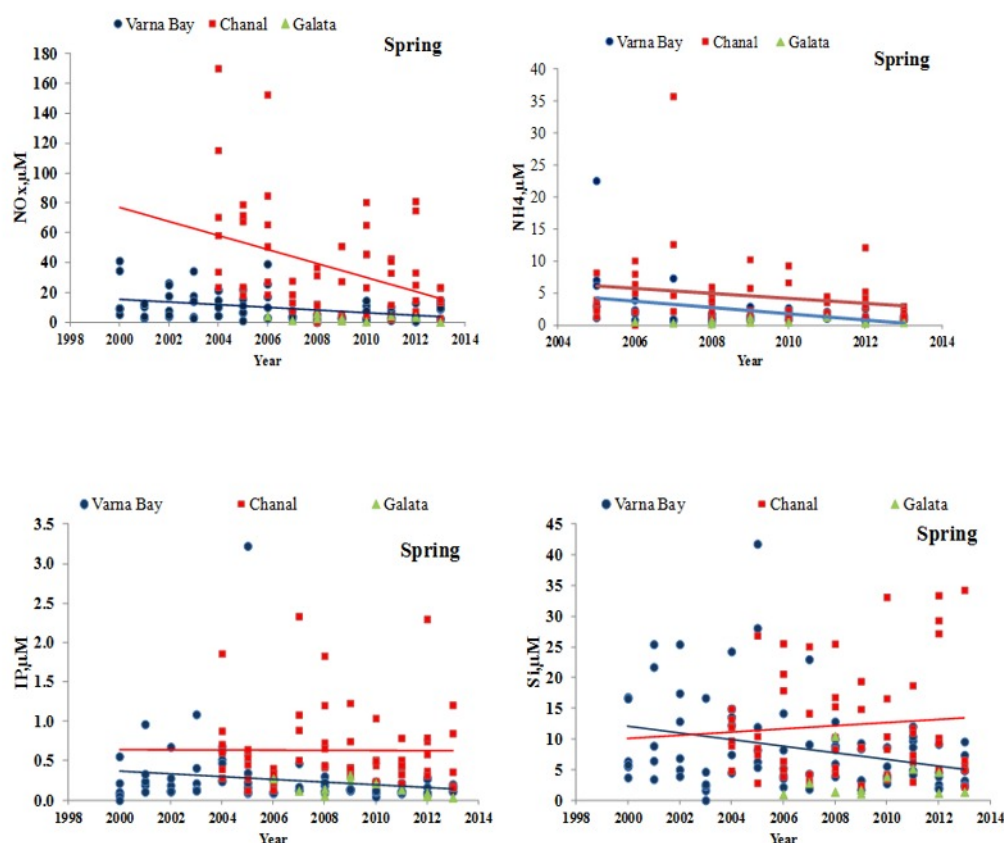 Varna Bay Chanal Galata
Spring
180
160
140
120
100
80
60
40
20
0
NOx,µM
1998 2000 2002 2004 2006 2008 2010 2012 2014
Year
Varna Bay Chanal Galata
Spring
40
35
30
25
20
15
10
5
0
NH4,µM
2004 2006 2008 2010 2012 2014
Year
Varna Bay Chanal Galata
Spring
3.5
3.0
2.5
2.0
1.5
1.0
0.5
0.0
IP,µM
1998 2000 2002 2004 2006 2008 2010 2012 2014
Year
Varna Bay Chanal Galata
Spring
45
40
35
30
25
20
15
10
5
0
Si,µM
1998 2000 2002 2004 2006 2008 2010 2012 2014
Year